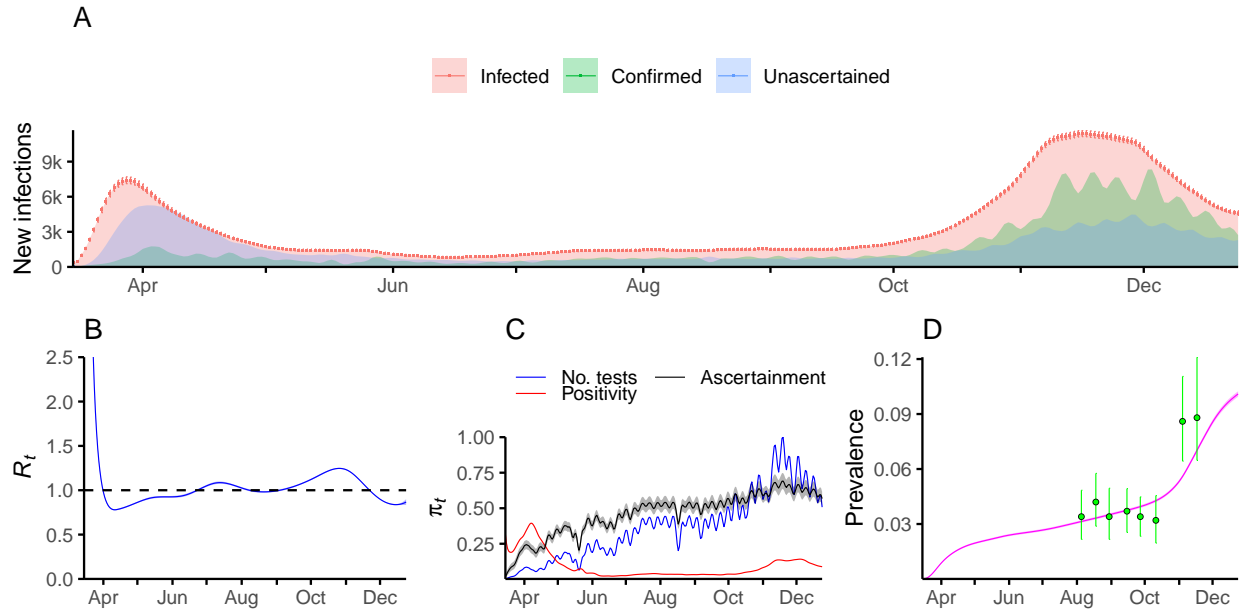 A
Infected Confirmed Unascertained
New infections
9k
6k
3k
0
Apr Jun Aug Oct Dec
B
R_t
2.5
2.0
1.5
1.0
0.5
0.0
Apr Jun Aug Oct Dec
C
No. tests Ascertainment
Positivity
π_t
1.00
0.75
0.50
0.25
Apr Jun Aug Oct Dec
D
Prevalence
0.12
0.09
0.06
0.03
Apr Jun Aug Oct Dec